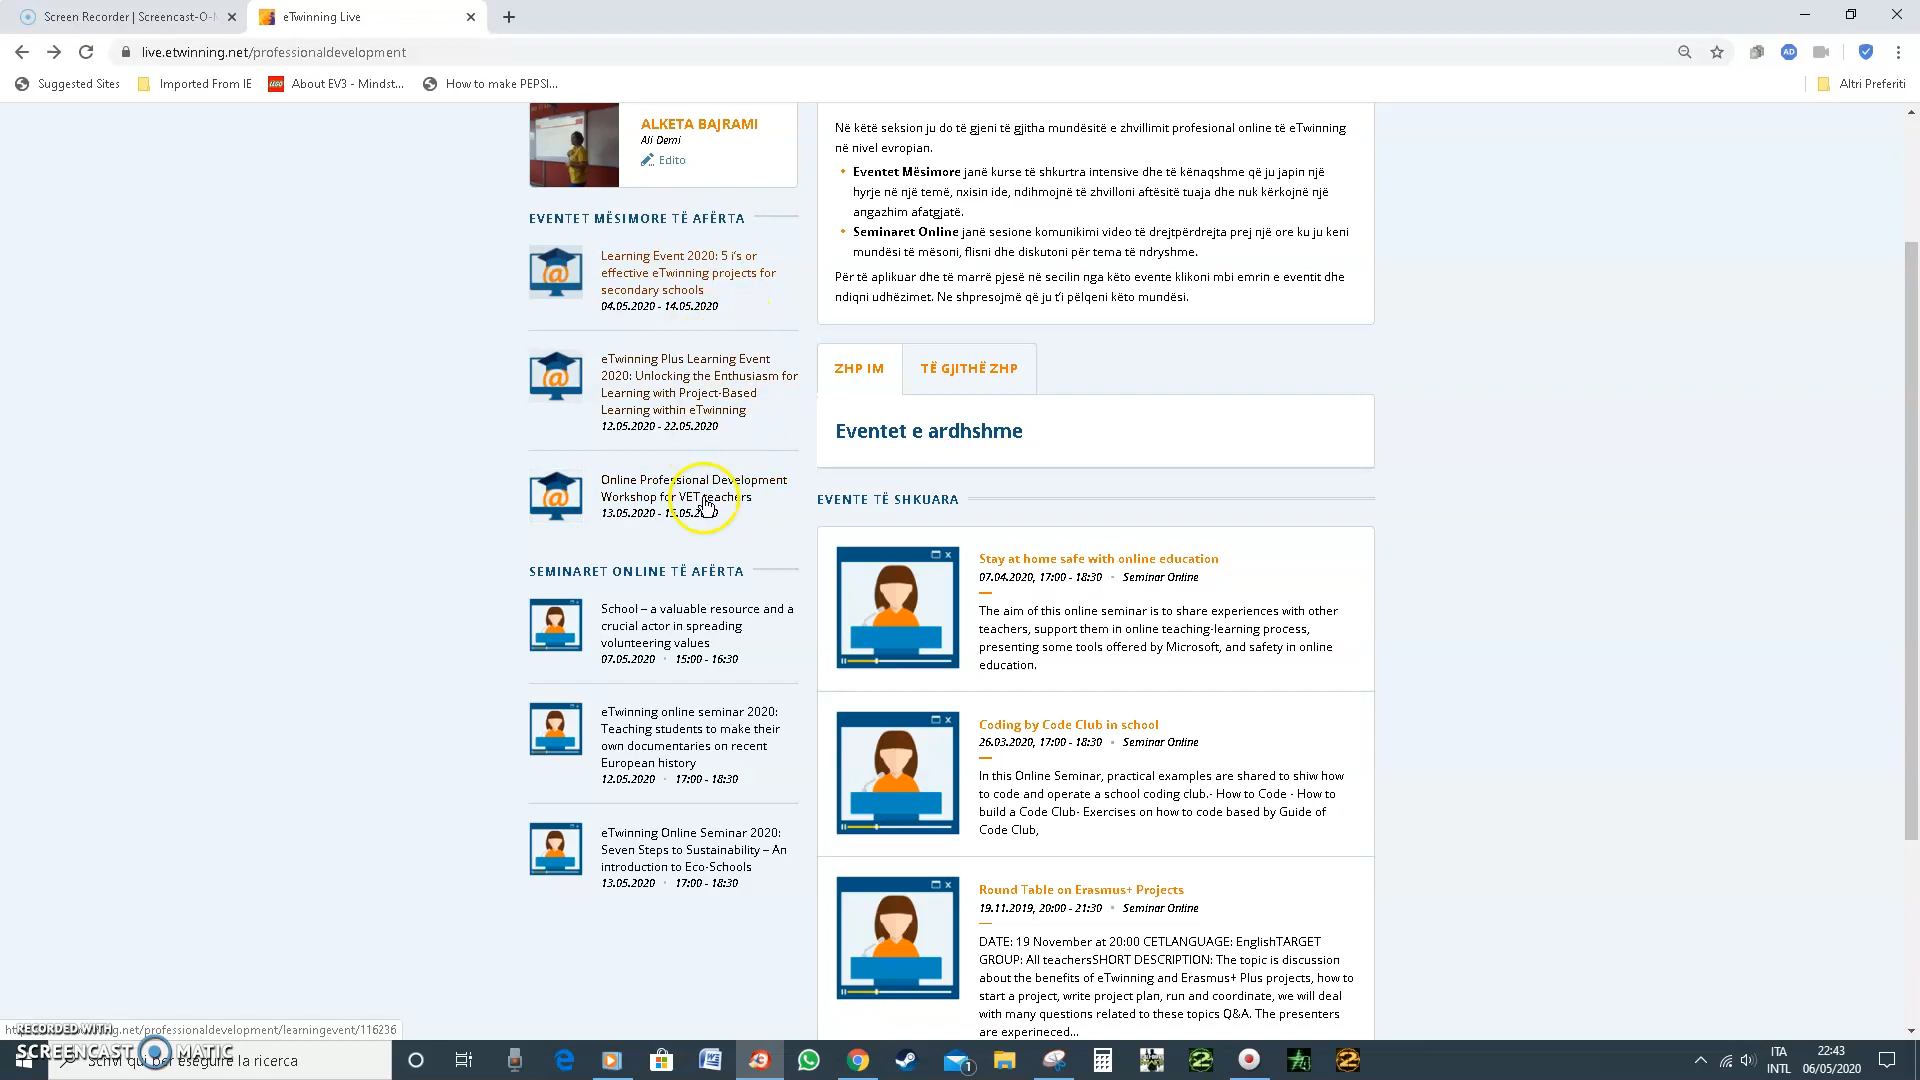 Screen Recorder | Screencast-O-M
eTwinning Live
live.etwinning.net/professionaldevelopment
Suggested Sites
Imported From IE
About EV3 - Mindst...
How to make PEPSI...
Altri Preferiti
ALKETA BAJRAMI
Ali Demi
Edito
EVENTET MËSIMORE TË AFËRTA
Learning Event 2020: 5 i's or
effective eTwinning projects for
secondary schools
04.05.2020 - 14.05.2020
eTwinning Plus Learning Event
2020: Unlocking the Enthusiasm for
Learning with Project-Based
Learning within eTwinning
12.05.2020 - 22.05.2020
Online Professional Development
Workshop for VET teachers
13.05.2020 - 15.05.2020
SEMINARET ONLINE TË AFËRTA
School – a valuable resource and a
crucial actor in spreading
volunteering values
07.05.2020 • 15:00 - 16:30
eTwinning online seminar 2020:
Teaching students to make their
own documentaries on recent
European history
12.05.2020 • 17:00 - 18:30
eTwinning Online Seminar 2020:
Seven Steps to Sustainability – An
introduction to Eco-Schools
13.05.2020 • 17:00 - 18:30
Në këtë seksion ju do të gjeni të gjitha mundësitë e zhvillimit profesional online të eTwinning
në nivel evropian.
Eventet Mësimore janë kurse të shkurtra intensive dhe të kënaqshme që ju japin një
hyrje në një temë, nxisin ide, ndihmojnë të zhvilloni aftësitë tuaja dhe nuk kërkojnë një
angazhim afatgjatë.
Seminaret Online janë sesione komunikimi video të drejtpërdrejta prej një ore ku ju keni
mundësi të mësoni, flisni dhe diskutoni për tema të ndryshme.
Për të aplikuar dhe të marrë pjesë në secilin nga këto evente klikoni mbi emrin e eventit dhe
ndiqni udhëzimet. Ne shpresojmë që ju t'i pëlqeni këto mundësi.
ZHP IM
TË GJITHË ZHP
Eventet e ardhshme
EVENTE TË SHKUARA
Stay at home safe with online education
07.04.2020, 17:00 - 18:30 • Seminar Online
The aim of this online seminar is to share experiences with other
teachers, support them in online teaching-learning process,
presenting some tools offered by Microsoft, and safety in online
education.
Coding by Code Club in school
26.03.2020, 17:00 - 18:30 • Seminar Online
In this Online Seminar, practical examples are shared to shiw how
to code and operate a school coding club.- How to Code - How to
build a Code Club- Exercises on how to code based by Guide of
Code Club,
Round Table on Erasmus+ Projects
19.11.2019, 20:00 - 21:30 • Seminar Online
DATE: 19 November at 20:00 CETLANGUAGE: EnglishTARGET
GROUP: All teachersSHORT DESCRIPTION: The topic is discussion
about the benefits of eTwinning and Erasmus+ Plus projects, how to
start a project, write project plan, run and coordinate, we will deal
with many questions related to these topics Q&A. The presenters
are experineced...
ng.net/professionaldevelopment/learningevent/116236
RECORDED WITH
SCREENCAST MATIC
Scrivi qui per eseguire la ricerca
ITA
INTL
22:43
06/05/2020